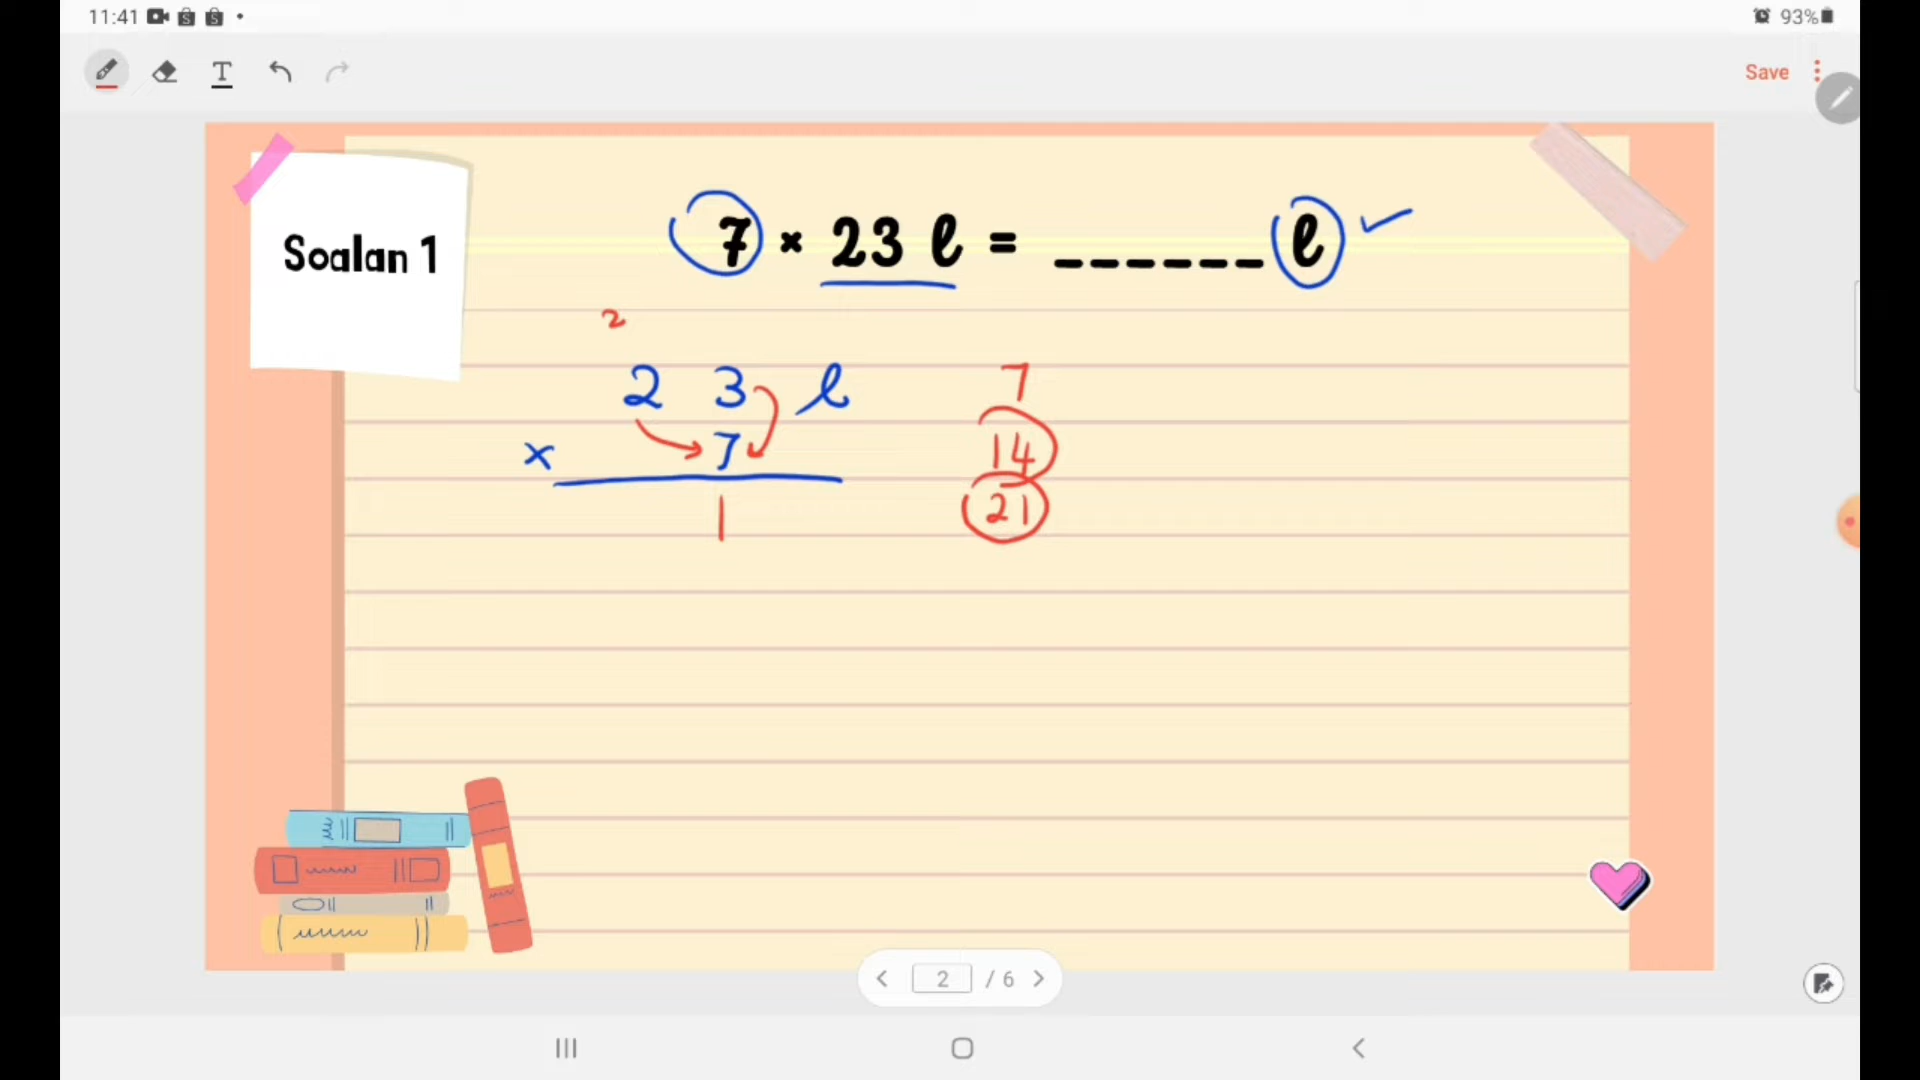 11:41
93%
Save
Soalan 1
7 × 23 l = ______ l
2
2 3 l
× 7
1
7
14
21
2 / 6